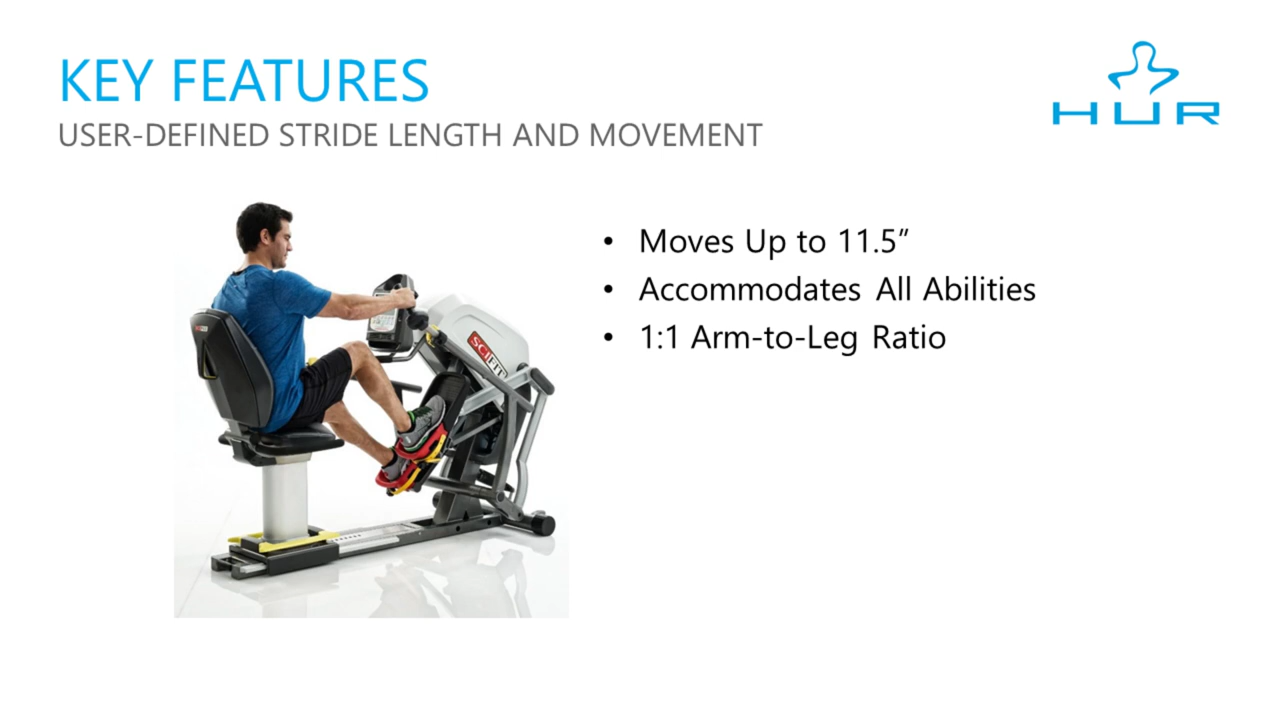 KEY FEATURES
USER-DEFINED STRIDE LENGTH AND MOVEMENT
HUR
• Moves Up to 11.5”
• Accommodates All Abilities
• 1:1 Arm-to-Leg Ratio
SCIFIT